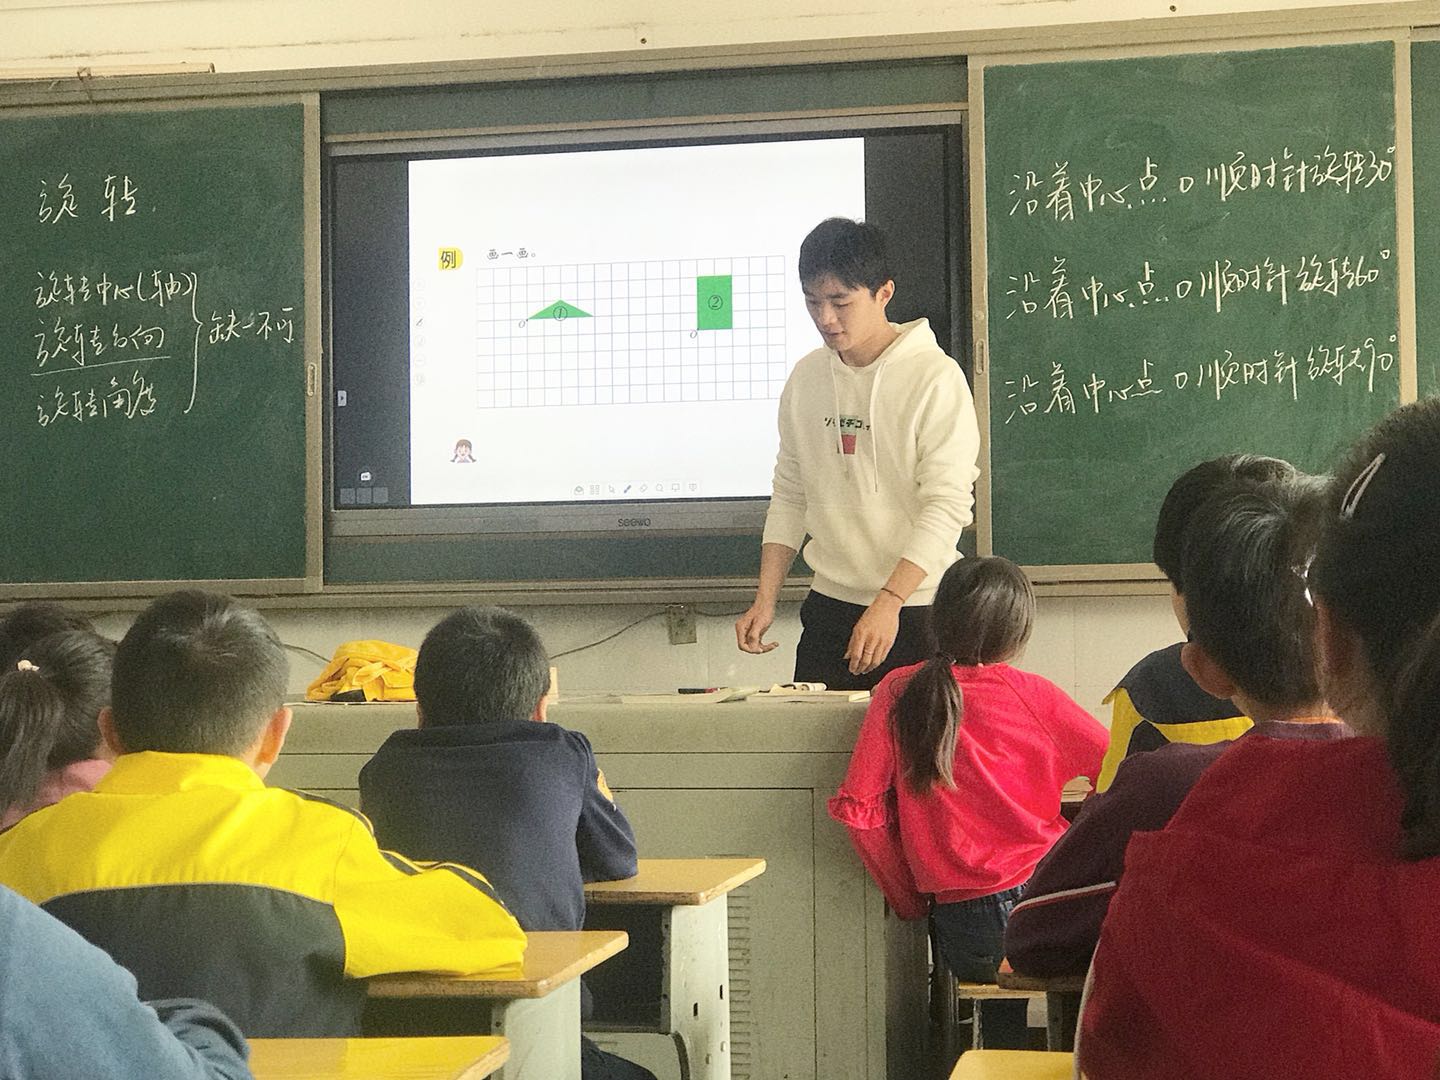 旋转
旋转中心(轴)
旋转方向
旋转角度
缺一不可
例
画一画。
①
②
O
O
seewo
沿着中心点O顺时针旋转30°
沿着中心点O顺时针旋转60°
沿着中心点O顺时针旋转90°